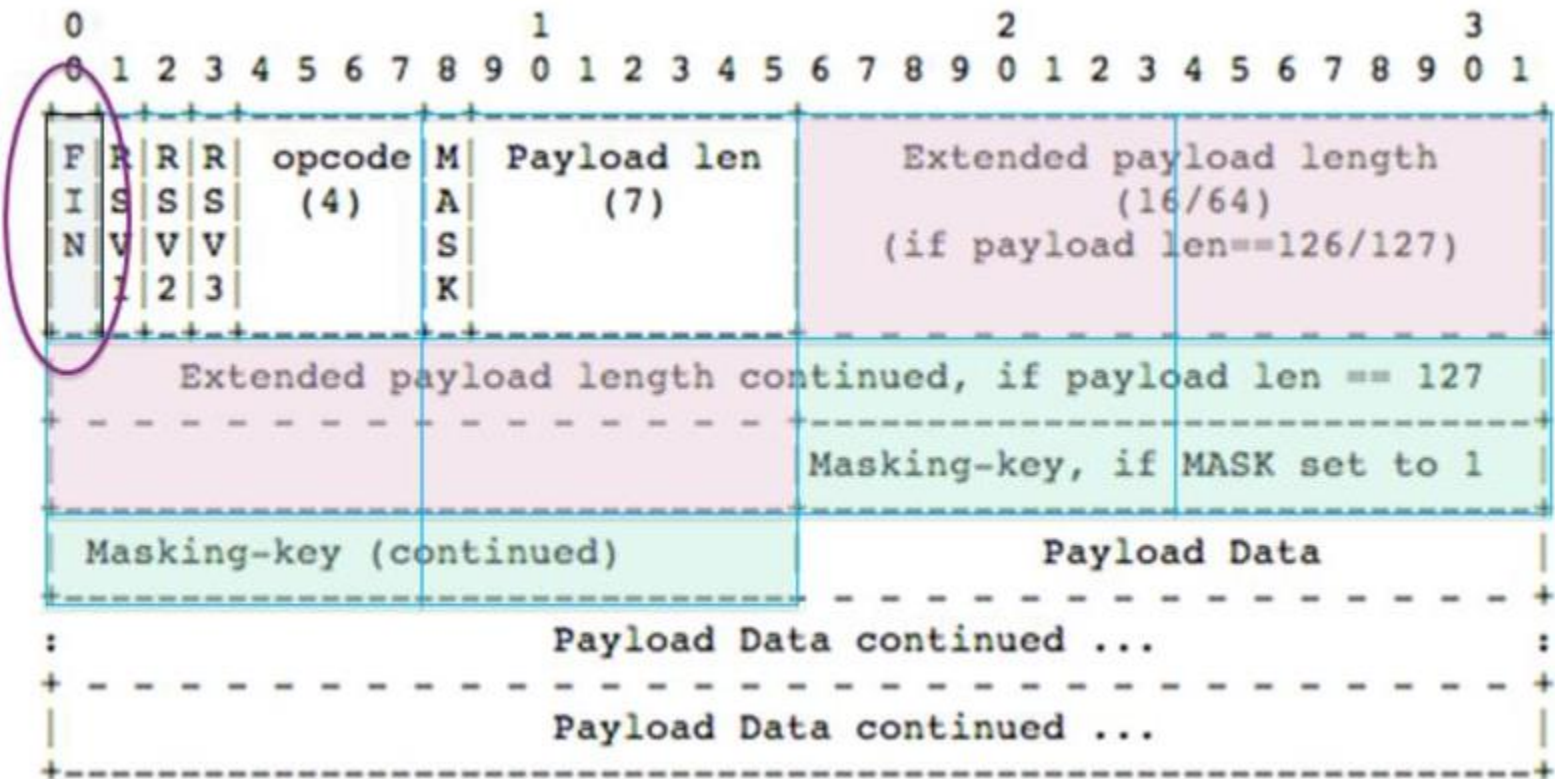 0                   1                   2                   3
0 1 2 3 4 5 6 7 8 9 0 1 2 3 4 5 6 7 8 9 0 1 2 3 4 5 6 7 8 9 0 1
F R R R opcode M Payload len Extended payload length
I S S S (4) A (7) (16/64)
N V V V S (if payload len==126/127)
1 2 3 K
Extended payload length continued, if payload len == 127
Masking-key, if MASK set to 1
Masking-key (continued) Payload Data
: Payload Data continued ... :
Payload Data continued ...